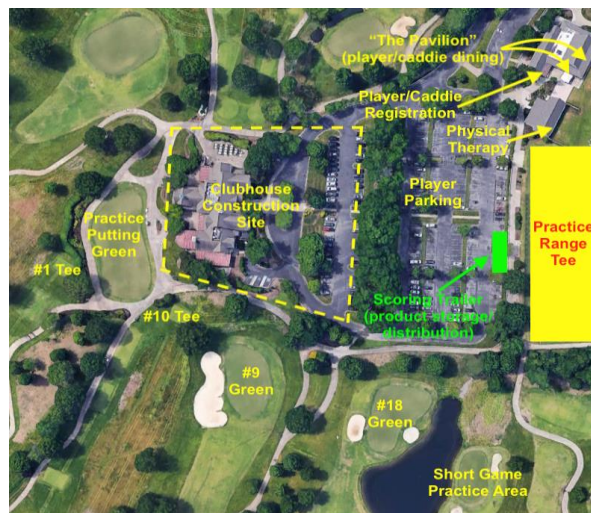 “The Pavilion”
(player/caddie dining)
Player/Caddie
Registration
Physical
Therapy
Clubhouse
Construction
Site
Player
Parking
Practice
Range
Tee
Practice
Putting
Green
#1 Tee
#10 Tee
Scoring Trailer
(product storage/
distribution)
#9
Green
#18
Green
Short Game
Practice Area